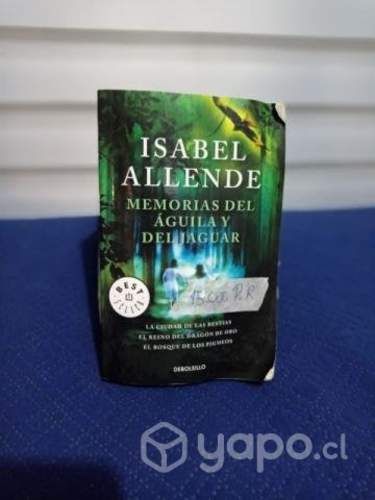 ISABEL
ALLENDE
MEMORIAS DEL
ÁGUILA Y
DEL JAGUAR
BEST
SELLER
LA CIUDAD DE LAS BESTIAS
EL REINO DEL DRAGÓN DE ORO
EL BOSQUE DE LOS PIGMEOS
DEBOLSILLO
yapo.cl